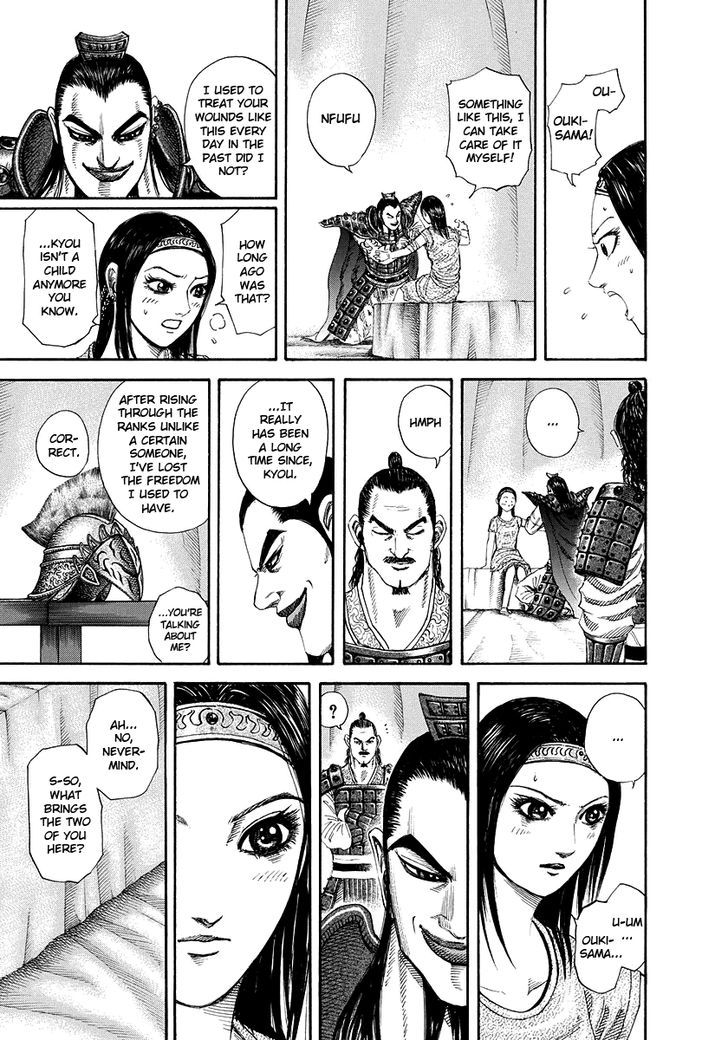 OU-
OUKI-
SAMA!
SOMETHING
LIKE THIS, I
CAN TAKE
CARE OF IT
MYSELF!
NFUFU
I USED TO
TREAT YOUR
WOUNDS LIKE
THIS EVERY
DAY IN THE
PAST DID I
NOT?
HOW
LONG
AGO
WAS
THAT?
...KYOU
ISN'T A
CHILD
ANYMORE
YOU
KNOW.
...
HMPH
...IT
REALLY
HAS BEEN
A LONG
TIME SINCE,
KYOU.
AFTER RISING
THROUGH THE
RANKS UNLIKE
A CERTAIN
SOMEONE,
I'VE LOST
THE FREEDOM
I USED TO
HAVE.
COR-
RECT.
...YOU'RE
TALKING
ABOUT
ME?
...
U-UM
...
OUKI-
SAMA...
?
AH...
NO,
NEVER-
MIND.
S-SO,
WHAT
BRINGS
THE TWO
OF YOU
HERE?